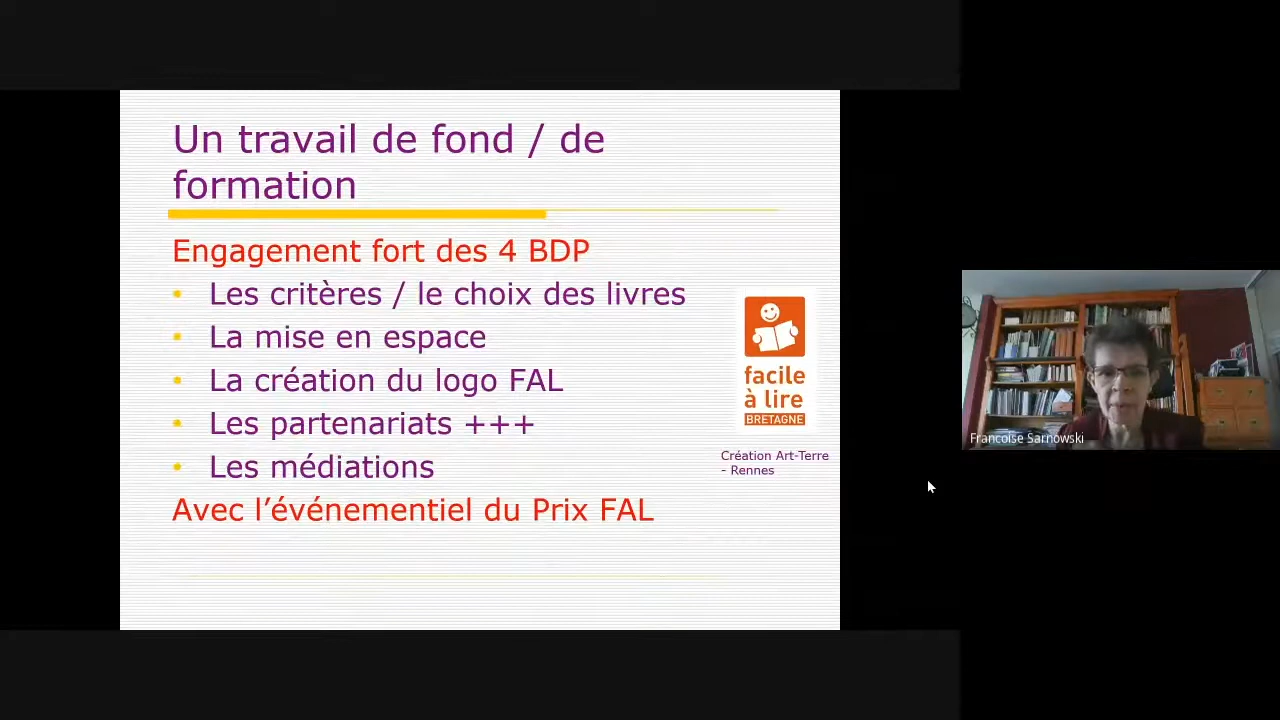 Un travail de fond / de
formation
Engagement fort des 4 BDP
• Les critères / le choix des livres
• La mise en espace
• La création du logo FAL
• Les partenariats +++
• Les médiations
Avec l’événementiel du Prix FAL
facile
à lire
BRETAGNE
Création Art-Terre
- Rennes
Francoise Sarnowski